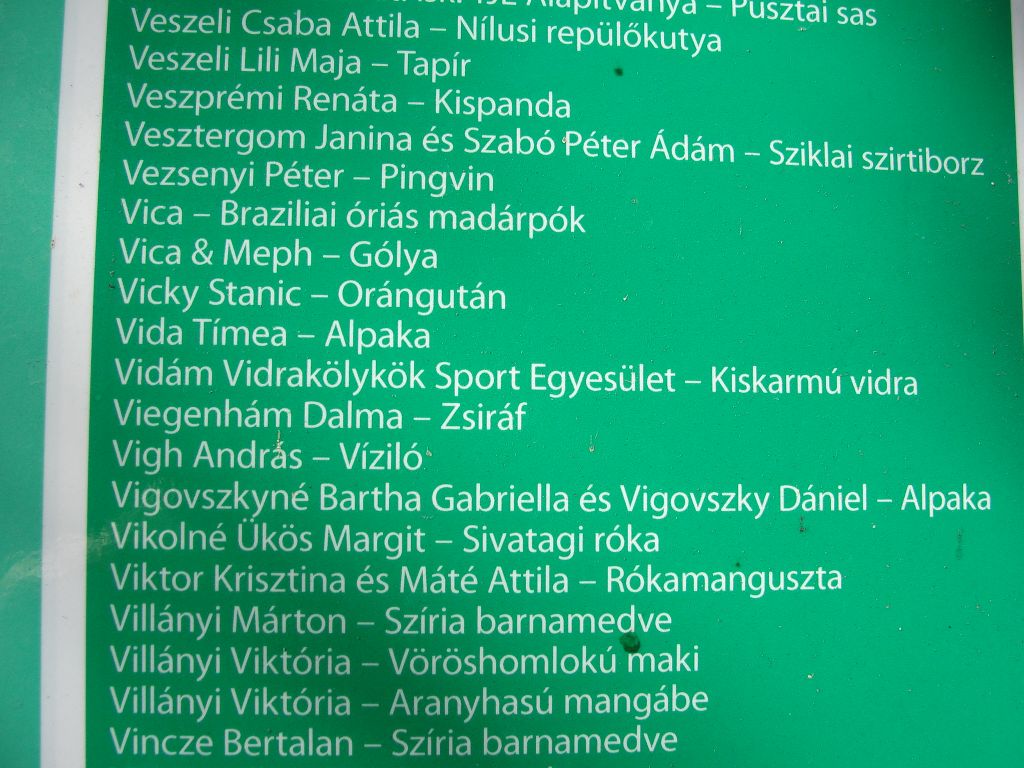 Alapítványa – Pusztai sas
Veszeli Csaba Attila – Nílusi repülőkutya
Veszeli Lili Maja – Tapír
Veszprémi Renáta – Kispanda
Vesztergom Janina és Szabó Péter Ádám – Sziklai szirtiborz
Vezsenyi Péter – Pingvin
Vica – Braziliai óriás madárpók
Vica & Meph – Gólya
Vicky Stanic – Orángután
Vida Tímea – Alpaka
Vidám Vidrakölykök Sport Egyesület – Kiskarmú vidra
Viegenhám Dalma – Zsiráf
Vigh András – Víziló
Vigovszkyné Bartha Gabriella és Vigovszky Dániel – Alpaka
Vikolné Ükös Margit – Sivatagi róka
Viktor Krisztina és Máté Attila – Rókamanguszta
Villányi Márton – Szíria barnamedve
Villányi Viktória – Vöröshomlokú maki
Villányi Viktória – Aranyhasú mangábe
Vincze Bertalan – Szíria barnamedve